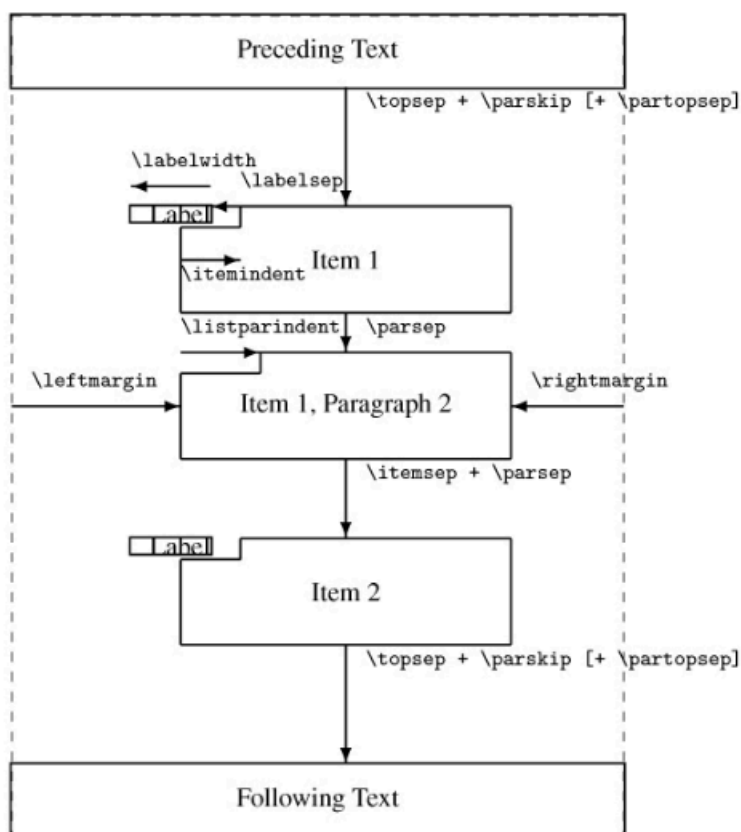 Preceding Text
\topsep + \parskip [+ \partopsep]
\labelwidth
\labelsep
Label
Item 1
\itemindent
\listparindent \parsep
\leftmargin
\rightmargin
Item 1, Paragraph 2
\itemsep + \parsep
Label
Item 2
\topsep + \parskip [+ \partopsep]
Following Text